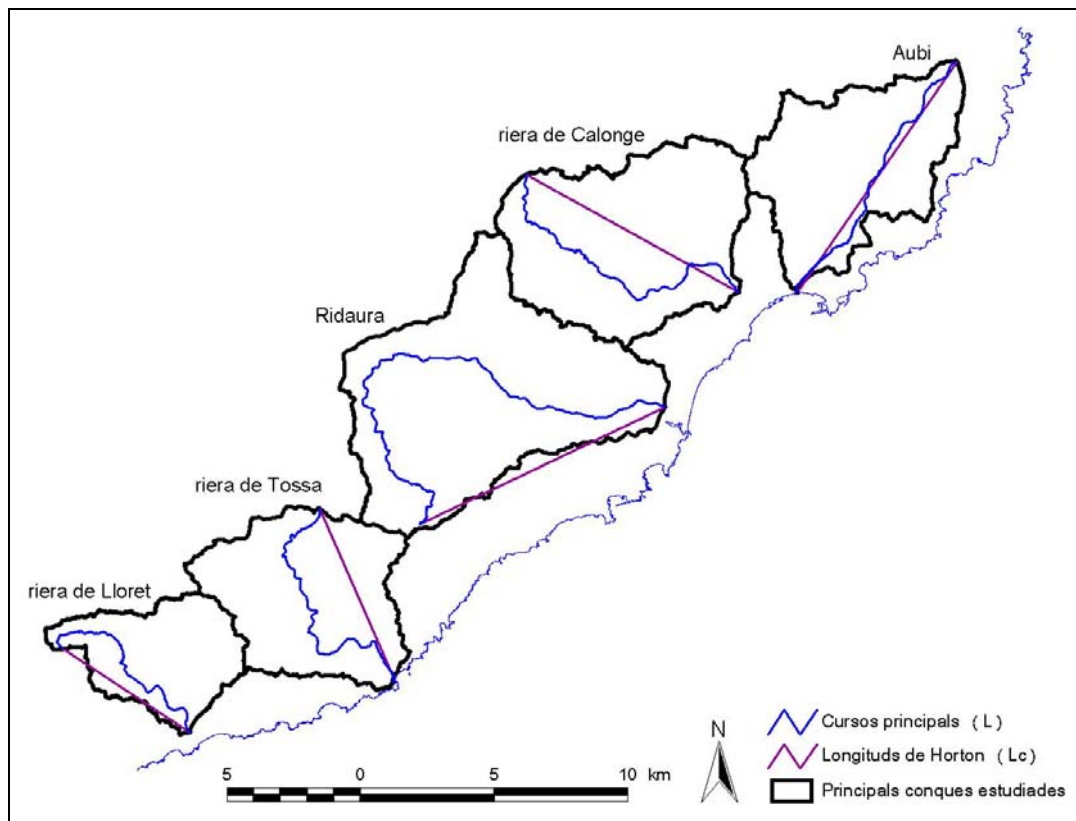 Aubi
riera de Calonge
Ridaura
riera de Tossa
riera de Lloret
N
Cursos principals ( L )
Longituds de Horton ( Lc )
Principals conques estudiades
5 0 5 10 km